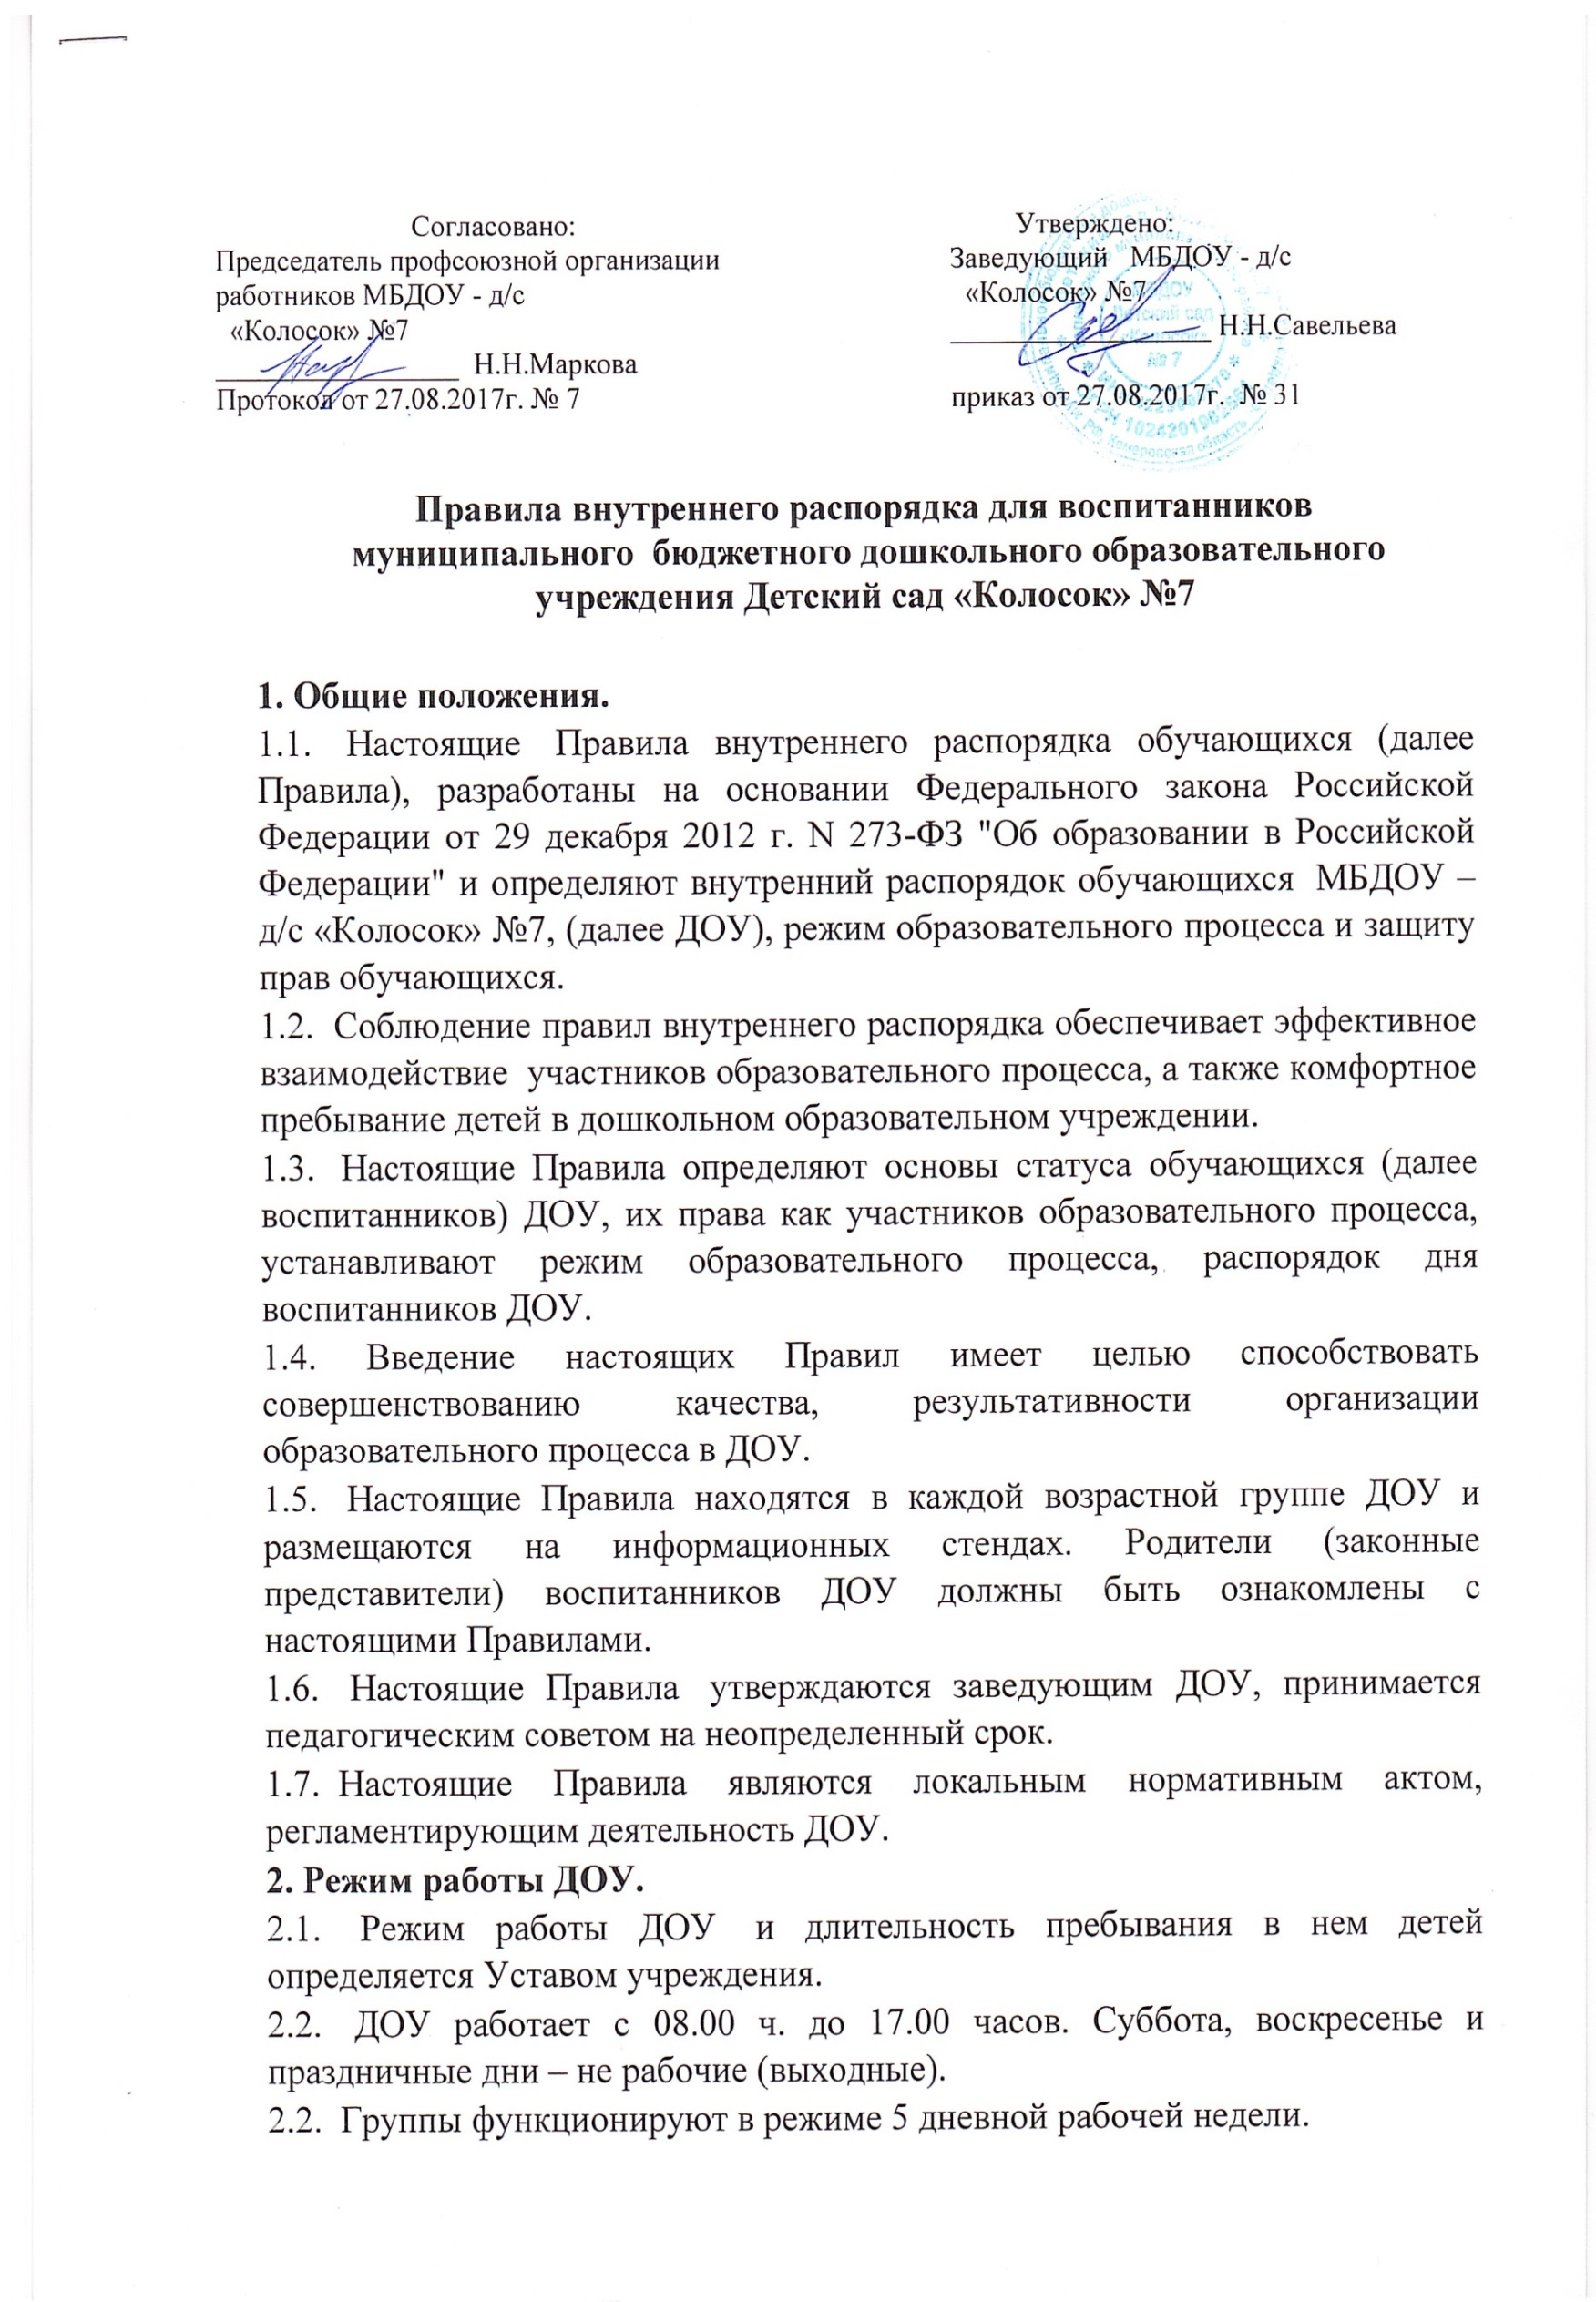 Согласовано:
Председатель профсоюзной организации
работников МБДОУ - д/с
«Колосок» №7
Н.Н.Маркова
Протокол от 27.08.2017г. № 7
Утверждено:
Заведующий МБДОУ - д/с
«Колосок» №7
Н.Н.Савельева
приказ от 27.08.2017г. № 31
Детский сад
«Колосок»
№ 7
Кемеровская область
Правила внутреннего распорядка для воспитанников
муниципального бюджетного дошкольного образовательного
учреждения Детский сад «Колосок» №7
1. Общие положения.
1.1. Настоящие Правила внутреннего распорядка обучающихся (далее
Правила), разработаны на основании Федерального закона Российской
Федерации от 29 декабря 2012 г. N 273-ФЗ "Об образовании в Российской
Федерации" и определяют внутренний распорядок обучающихся МБДОУ –
д/с «Колосок» №7, (далее ДОУ), режим образовательного процесса и защиту
прав обучающихся.
1.2. Соблюдение правил внутреннего распорядка обеспечивает эффективное
взаимодействие участников образовательного процесса, а также комфортное
пребывание детей в дошкольном образовательном учреждении.
1.3. Настоящие Правила определяют основы статуса обучающихся (далее
воспитанников) ДОУ, их права как участников образовательного процесса,
устанавливают режим образовательного процесса, распорядок дня
воспитанников ДОУ.
1.4. Введение настоящих Правил имеет целью способствовать
совершенствованию качества, результативности организации
образовательного процесса в ДОУ.
1.5. Настоящие Правила находятся в каждой возрастной группе ДОУ и
размещаются на информационных стендах. Родители (законные
представители) воспитанников ДОУ должны быть ознакомлены с
настоящими Правилами.
1.6. Настоящие Правила утверждаются заведующим ДОУ, принимается
педагогическим советом на неопределенный срок.
1.7. Настоящие Правила являются локальным нормативным актом,
регламентирующим деятельность ДОУ.
2. Режим работы ДОУ.
2.1. Режим работы ДОУ и длительность пребывания в нем детей
определяется Уставом учреждения.
2.2. ДОУ работает с 08.00 ч. до 17.00 часов. Суббота, воскресенье и
праздничные дни – не рабочие (выходные).
2.2. Группы функционируют в режиме 5 дневной рабочей недели.